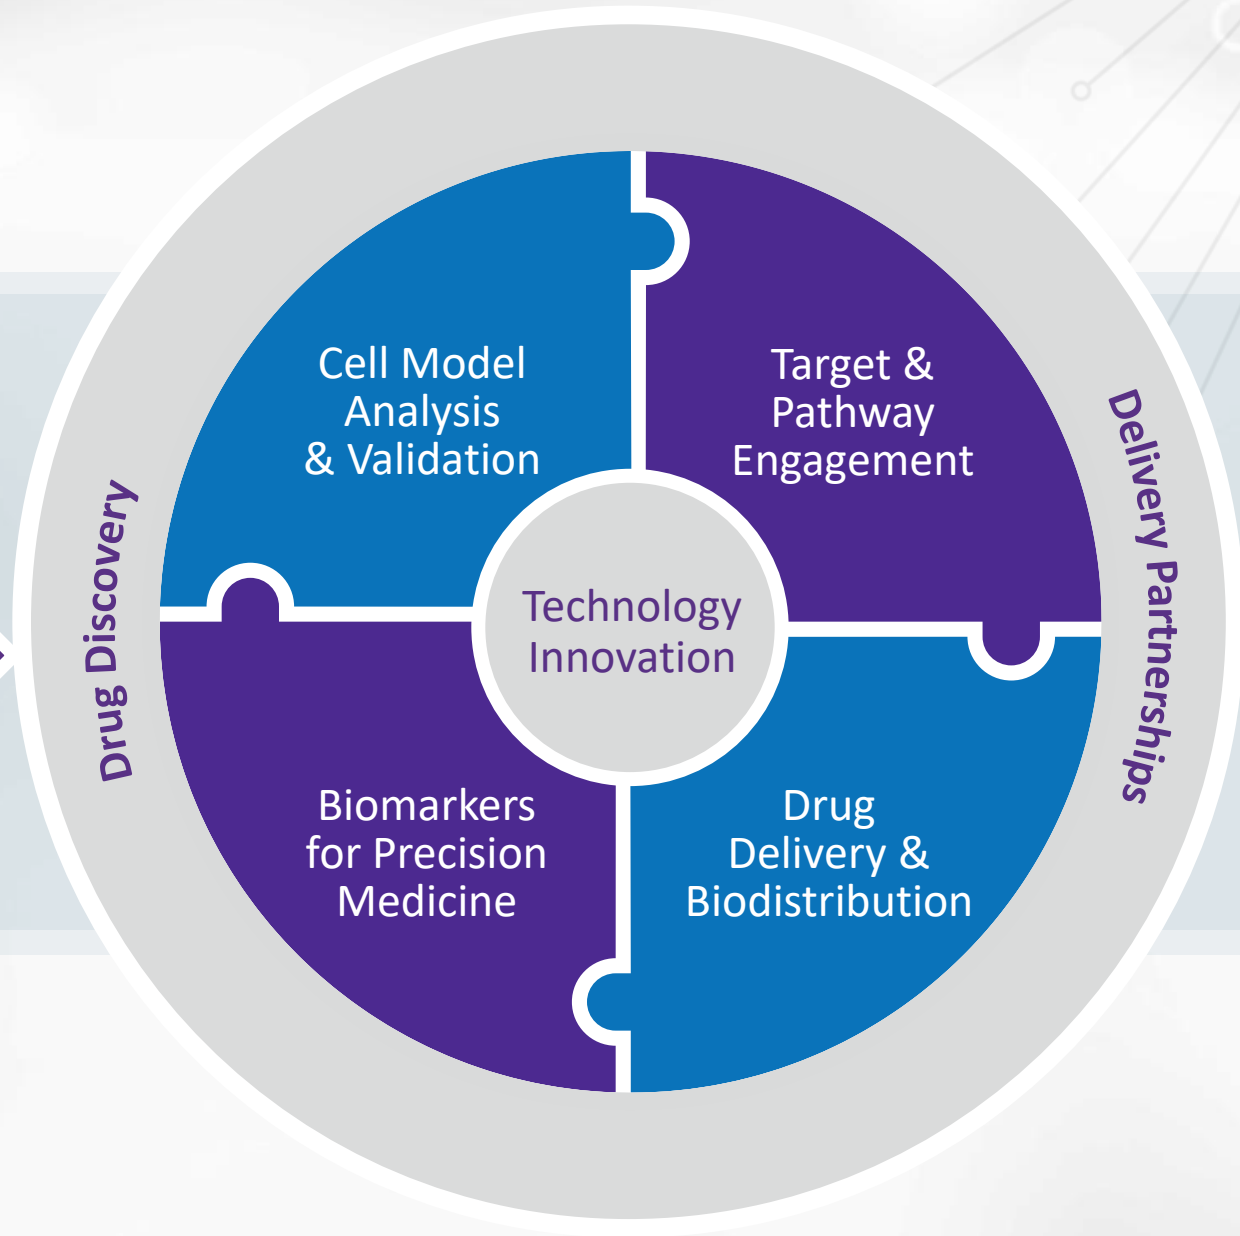 Cell Model
Analysis
& Validation
Target &
Pathway
Engagement
Drug Discovery
Technology
Innovation
Delivery Partnerships
Biomarkers
for Precision
Medicine
Drug
Delivery &
Biodistribution